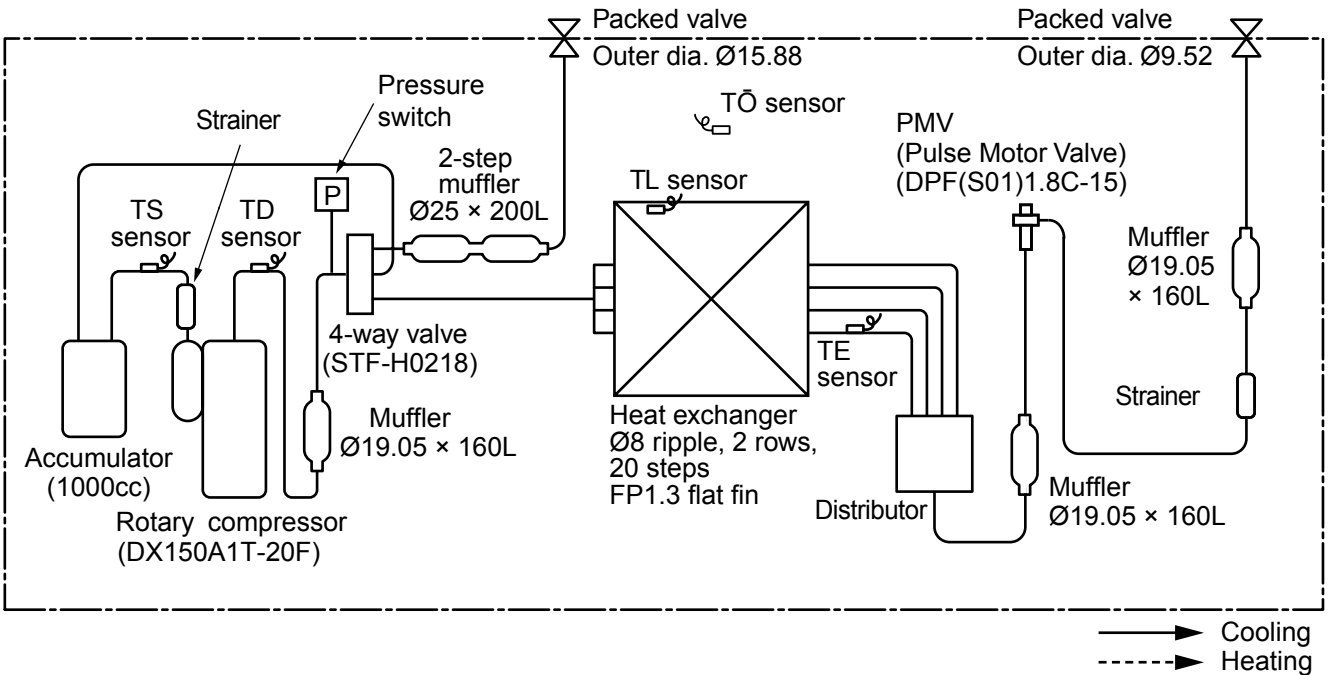 Packed valve
Outer dia. Ø15.88
Packed valve
Outer dia. Ø9.52
Pressure
switch
Strainer
TŌ sensor
PMV
(Pulse Motor Valve)
(DPF(S01)1.8C-15)
2-step
muffler
Ø25 × 200L
P
TS
sensor
TD
sensor
TL sensor
Muffler
Ø19.05
× 160L
4-way valve
(STF-H0218)
TE
sensor
Strainer
Muffler
Ø19.05 × 160L
Heat exchanger
Ø8 ripple, 2 rows,
20 steps
FP1.3 flat fin
Accumulator
(1000cc)
Distributor
Muffler
Ø19.05 × 160L
Rotary compressor
(DX150A1T-20F)
Cooling
Heating